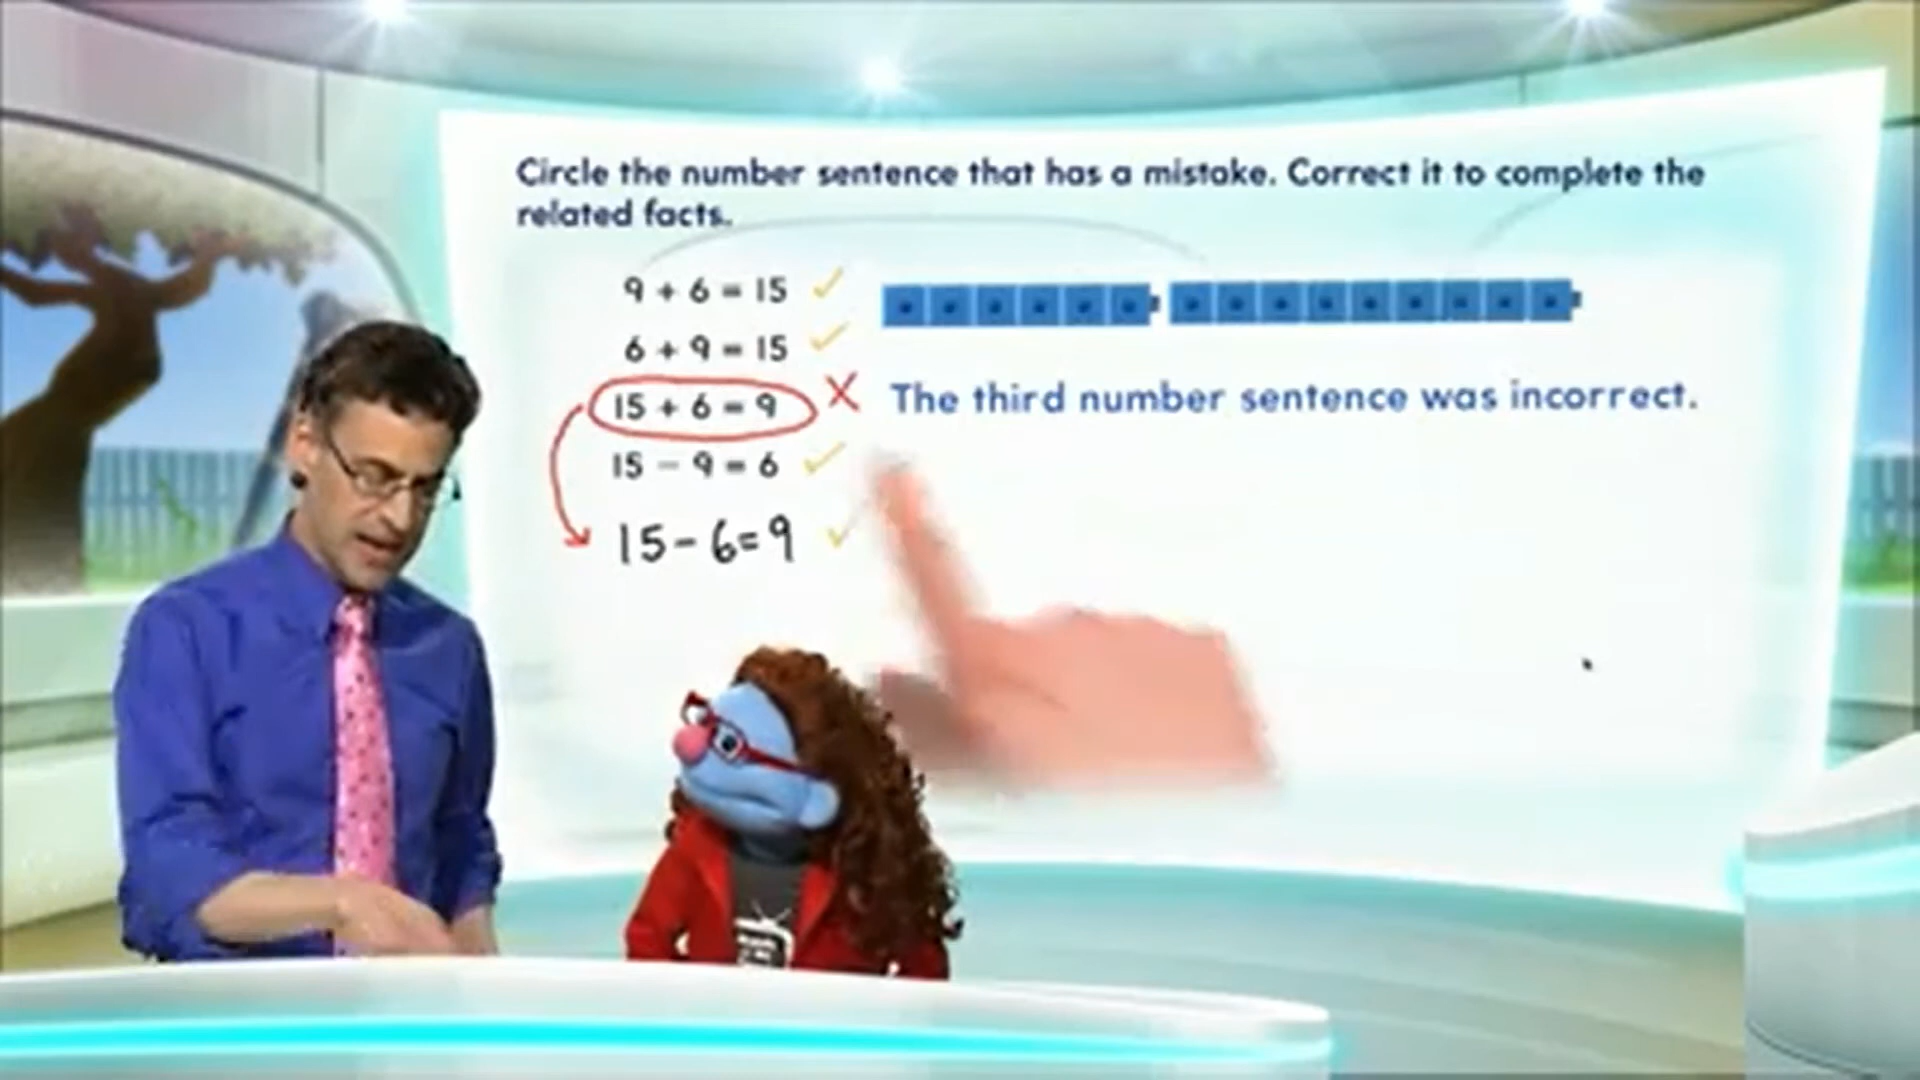 Circle the number sentence that has a mistake. Correct it to complete the
related facts.
9 + 6 = 15 ✓
6 + 9 = 15 ✓
15 + 6 = 9 X The third number sentence was incorrect.
15 - 9 = 6 ✓
15 - 6 = 9 ✓